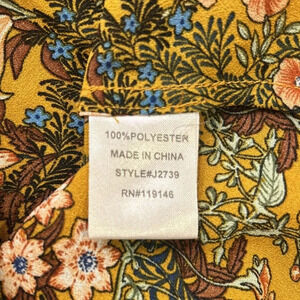 100%POLYESTER
MADE IN CHINA
STYLE#J2739
RN#119146